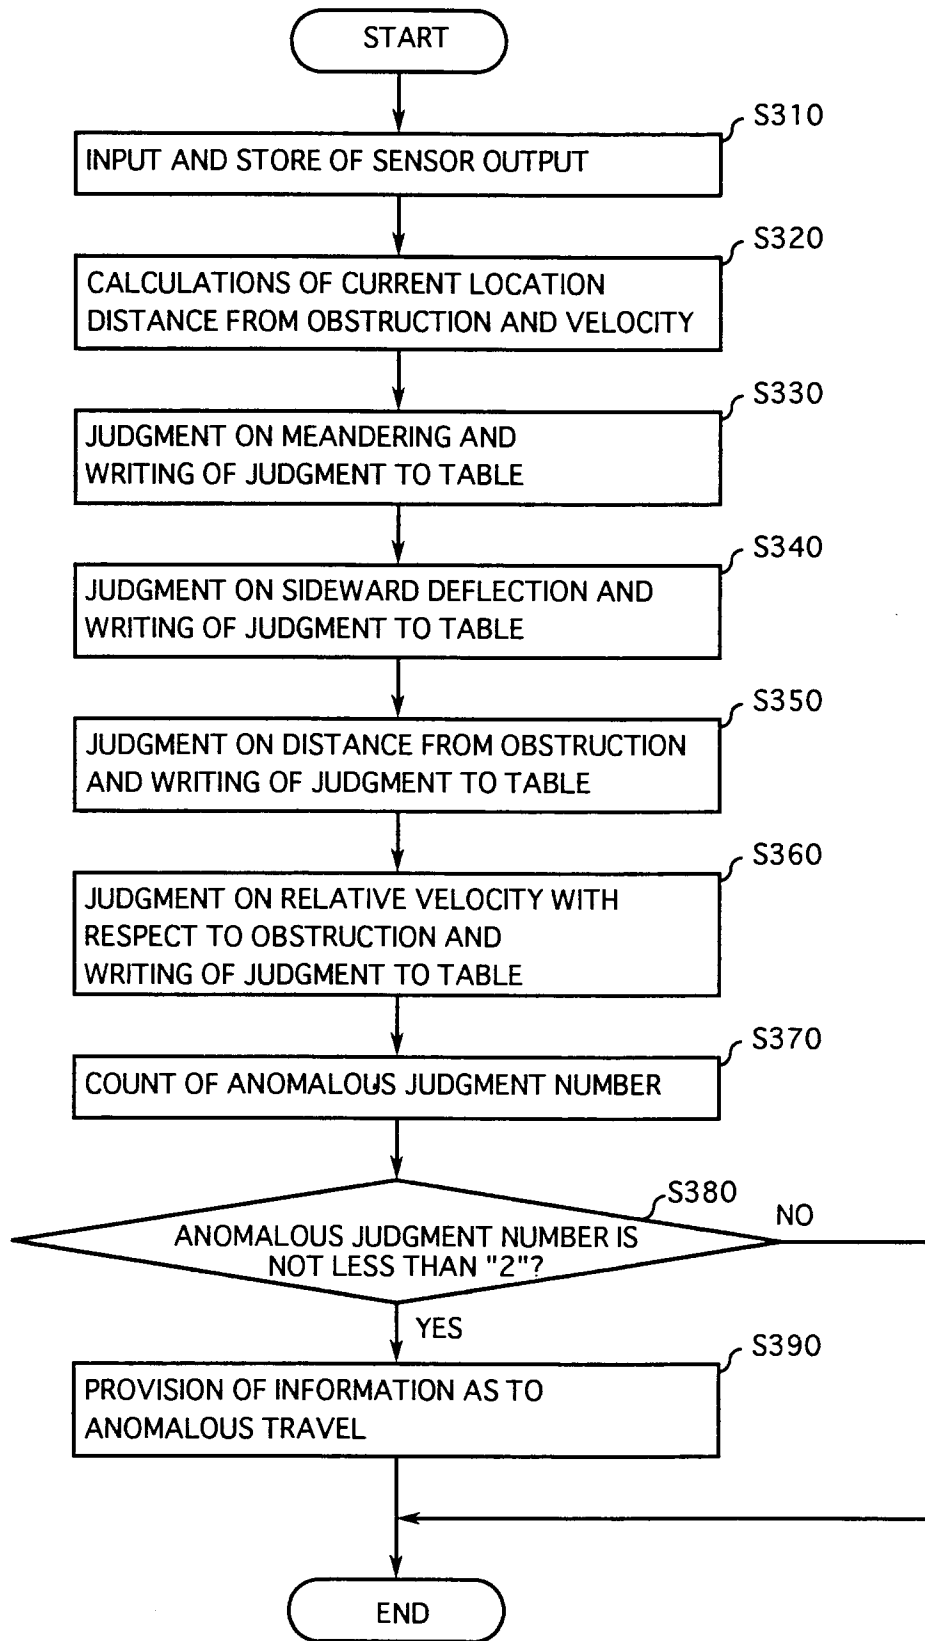 START
S310
INPUT AND STORE OF SENSOR OUTPUT
S320
CALCULATIONS OF CURRENT LOCATION
DISTANCE FROM OBSTRUCTION AND VELOCITY
S330
JUDGMENT ON MEANDERING AND
WRITING OF JUDGMENT TO TABLE
S340
JUDGMENT ON SIDEWARD DEFLECTION AND
WRITING OF JUDGMENT TO TABLE
S350
JUDGMENT ON DISTANCE FROM OBSTRUCTION
AND WRITING OF JUDGMENT TO TABLE
S360
JUDGMENT ON RELATIVE VELOCITY WITH
RESPECT TO OBSTRUCTION AND
WRITING OF JUDGMENT TO TABLE
S370
COUNT OF ANOMALOUS JUDGMENT NUMBER
S380
NO
ANOMALOUS JUDGMENT NUMBER IS
NOT LESS THAN "2"?
YES
S390
PROVISION OF INFORMATION AS TO
ANOMALOUS TRAVEL
END